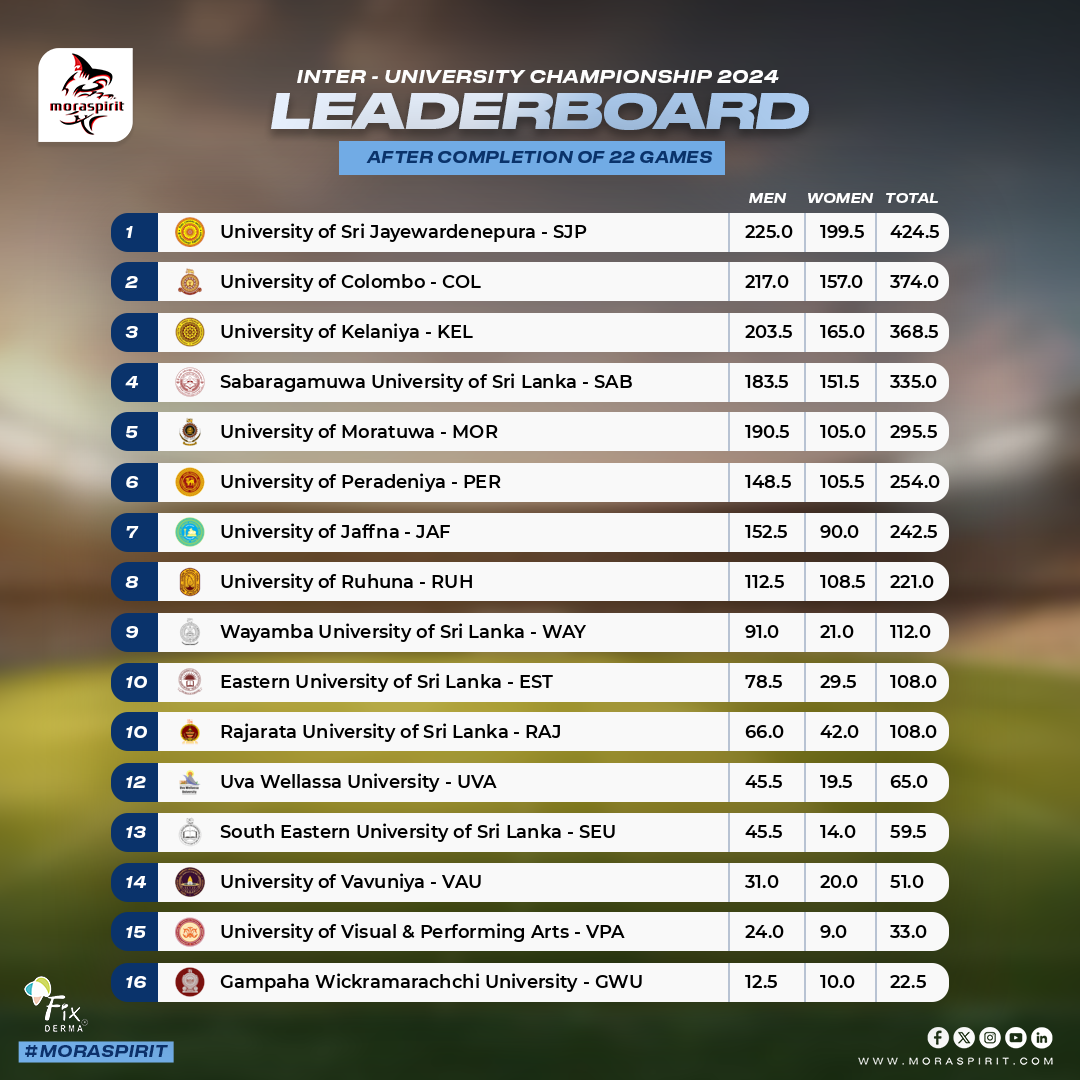 moraspirit
INTER - UNIVERSITY CHAMPIONSHIP 2024
LEADERBOARD
AFTER COMPLETION OF 22 GAMES
MEN WOMEN TOTAL
1 University of Sri Jayewardenepura - SJP 225.0 199.5 424.5
2 University of Colombo - COL 217.0 157.0 374.0
3 University of Kelaniya - KEL 203.5 165.0 368.5
4 Sabaragamuwa University of Sri Lanka - SAB 183.5 151.5 335.0
5 University of Moratuwa - MOR 190.5 105.0 295.5
6 University of Peradeniya - PER 148.5 105.5 254.0
7 University of Jaffna - JAF 152.5 90.0 242.5
8 University of Ruhuna - RUH 112.5 108.5 221.0
9 Wayamba University of Sri Lanka - WAY 91.0 21.0 112.0
10 Eastern University of Sri Lanka - EST 78.5 29.5 108.0
10 Rajarata University of Sri Lanka - RAJ 66.0 42.0 108.0
12 Uva Wellassa University - UVA 45.5 19.5 65.0
13 South Eastern University of Sri Lanka - SEU 45.5 14.0 59.5
14 University of Vavuniya - VAU 31.0 20.0 51.0
15 University of Visual & Performing Arts - VPA 24.0 9.0 33.0
16 Gampaha Wickramarachchi University - GWU 12.5 10.0 22.5
Fix
DERMA
#MORASPIRIT
WWW.MORASPIRIT.COM